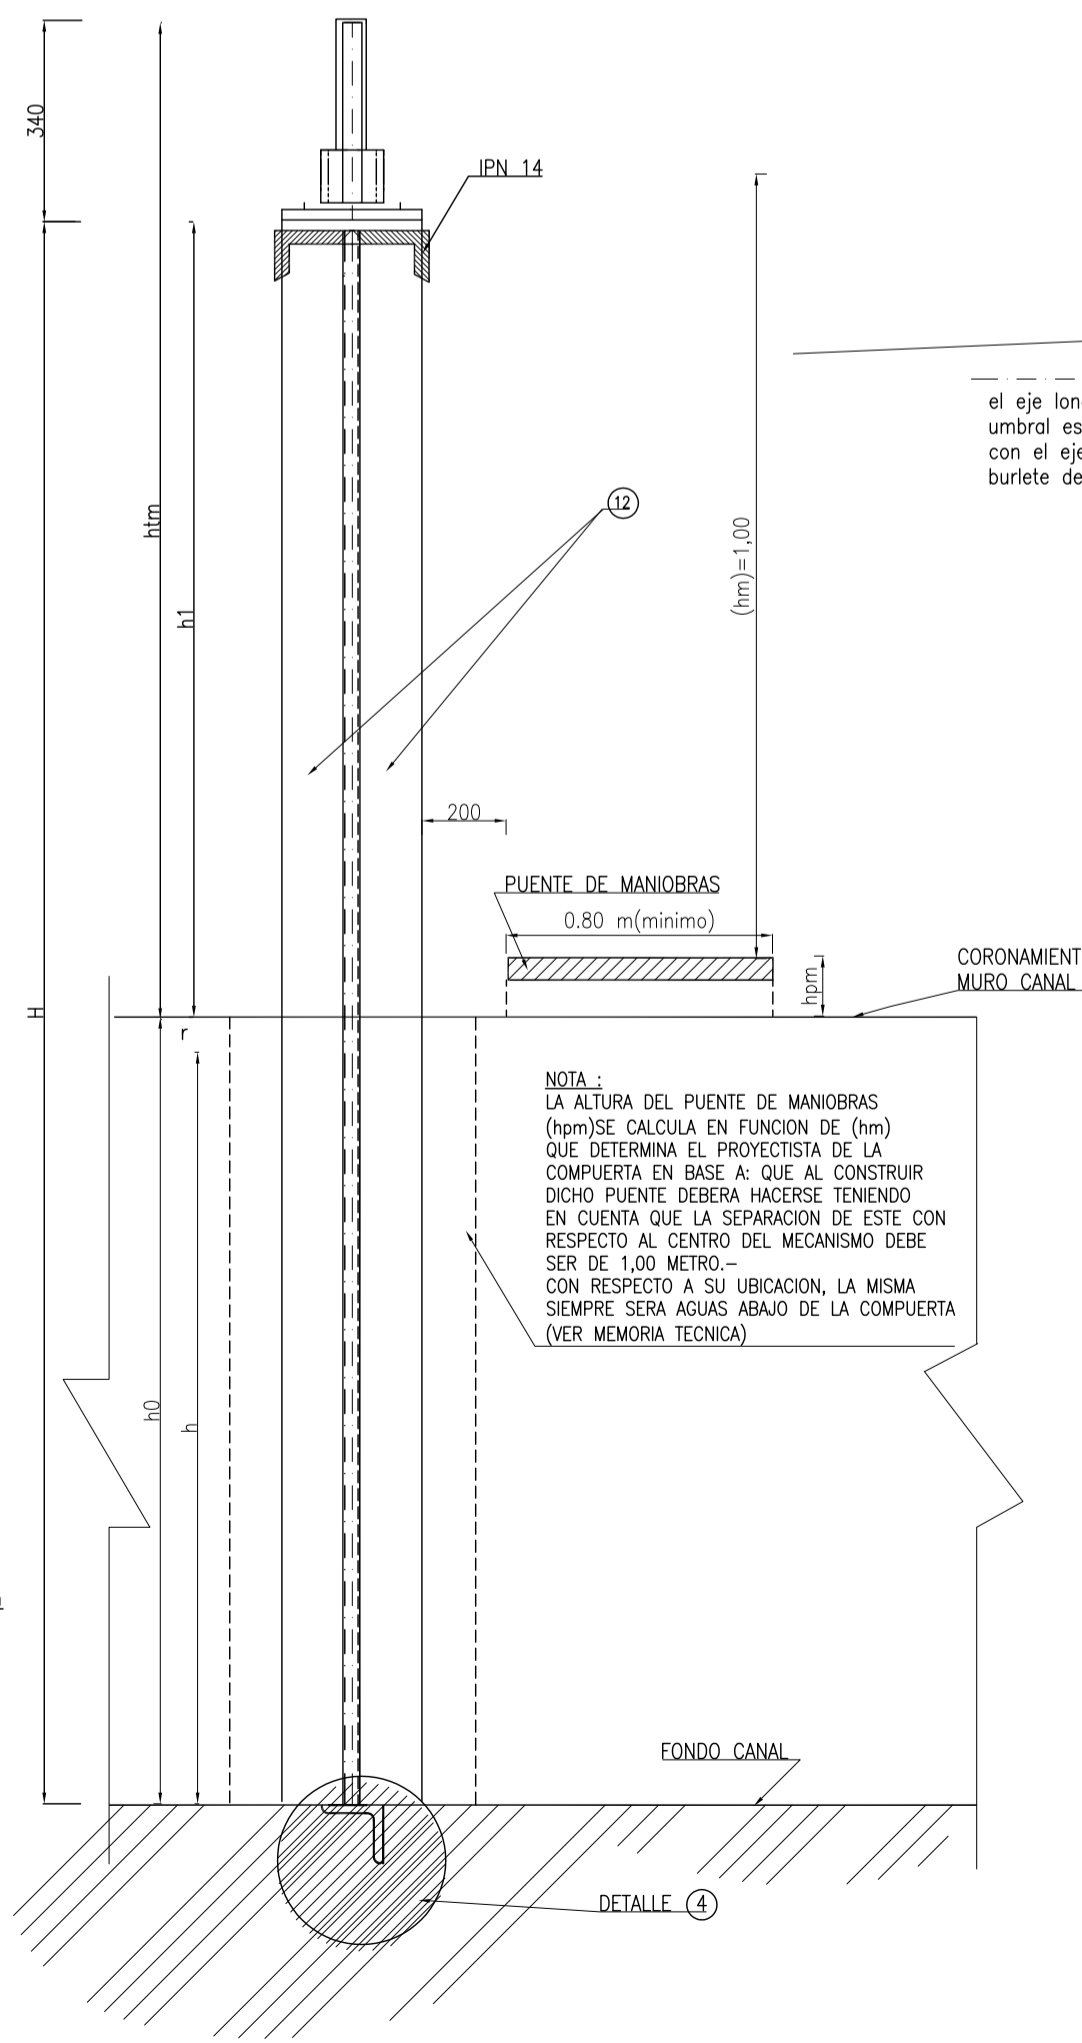 340
IPN 14
el eje lon
umbral es
con el eje
burlete de
htm
12
(hm)=1,00
h1
200
PUENTE DE MANIOBRAS
0.80 m(minimo)
CORONAMIENT
MURO CANAL
hpm
H
r
NOTA :
LA ALTURA DEL PUENTE DE MANIOBRAS
(hpm)SE CALCULA EN FUNCION DE (hm)
QUE DETERMINA EL PROYECTISTA DE LA
COMPUERTA EN BASE A: QUE AL CONSTRUIR
DICHO PUENTE DEBERA HACERSE TENIENDO
EN CUENTA QUE LA SEPARACION DE ESTE CON
RESPECTO AL CENTRO DEL MECANISMO DEBE
SER DE 1,00 METRO.–
CON RESPECTO A SU UBICACION, LA MISMA
SIEMPRE SERA AGUAS ABAJO DE LA COMPUERTA
(VER MEMORIA TECNICA)
h0
h
FONDO CANAL
DETALLE 4